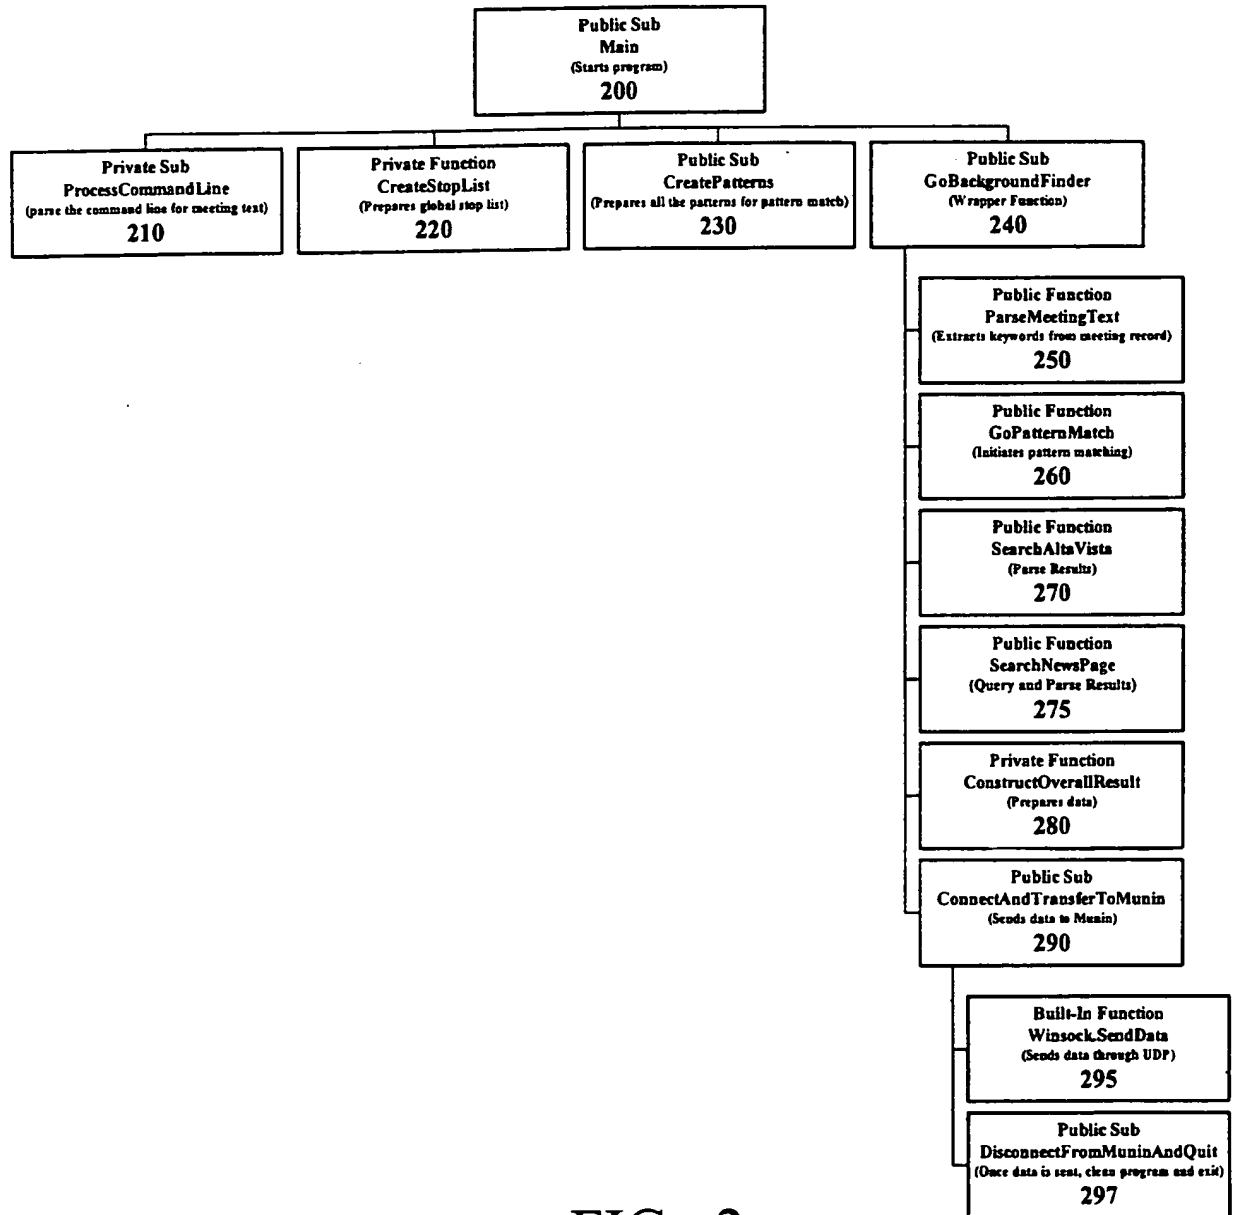 Public Sub
Main
(Starts program)
200
Private Sub
ProcessCommandLine
(parse the command line for meeting text)
210
Private Function
CreateStopList
(Prepares global stop list)
220
Public Sub
CreatePatterns
(Prepares all the patterns for pattern match)
230
Public Sub
GoBackgroundFinder
(Wrapper Function)
240
Public Function
ParseMeetingText
(Extracts keywords from meeting record)
250
Public Function
GoPatternMatch
(Initiates pattern matching)
260
Public Function
SearchAltaVista
(Parse Results)
270
Public Function
SearchNewsPage
(Query and Parse Results)
275
Private Function
ConstructOverallResult
(Prepares data)
280
Public Sub
ConnectAndTransferToMunin
(Sends data to Munin)
290
Built-In Function
Winsock.SendData
(Sends data through UDP)
295
Public Sub
DisconnectFromMuninAndQuit
(Once data is sent, clean program and exit)
297